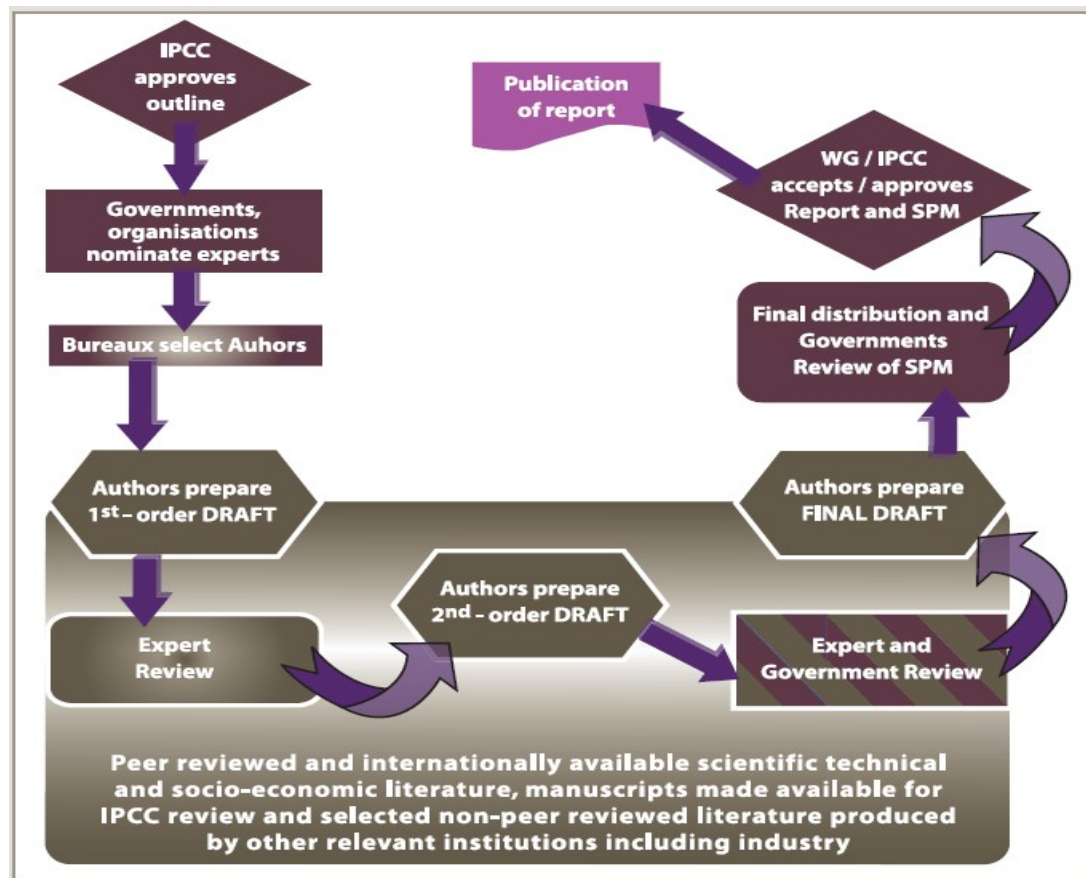 IPCC
approves
outline
Governments,
organisations
nominate experts
Bureaux select Auhors
Authors prepare
1st - order DRAFT
Expert
Review
Authors prepare
2nd - order DRAFT
Expert and
Government Review
Authors prepare
FINAL DRAFT
Final distribution and
Governments
Review of SPM
WG / IPCC
accepts / approves
Report and SPM
Publication
of report
Peer reviewed and internationally available scientific technical
and socio-economic literature, manuscripts made available for
IPCC review and selected non-peer reviewed literature produced
by other relevant institutions including industry